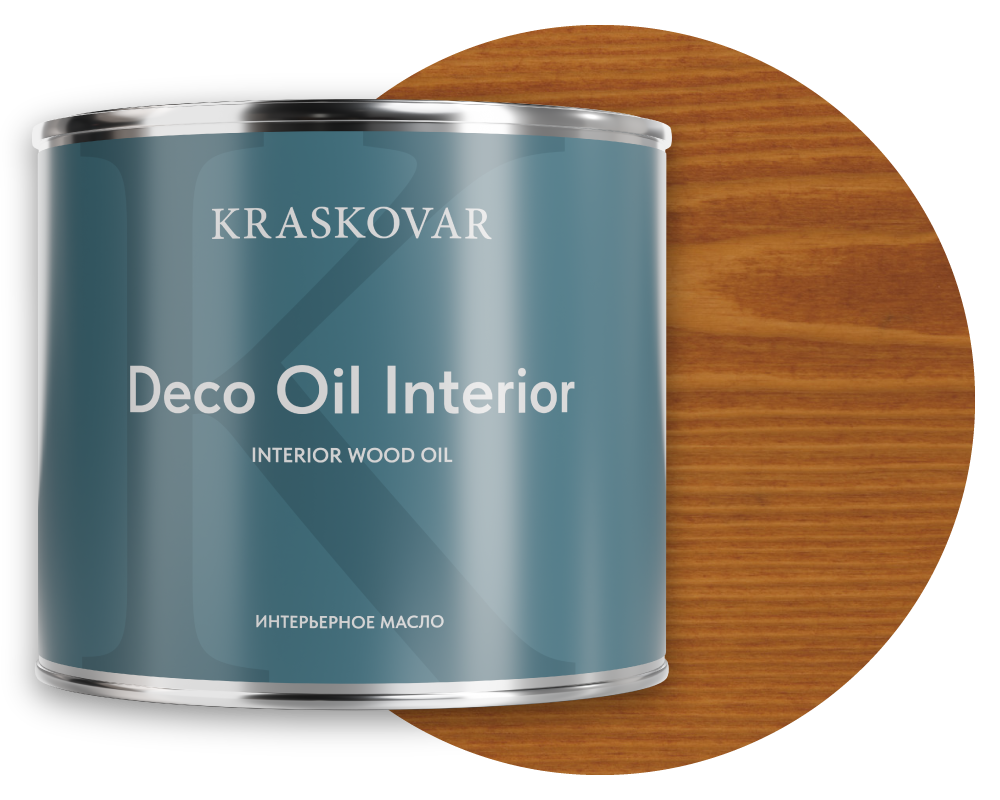 KRASKOVAR
Deco Oil Interior
INTERIOR WOOD OIL
ИНТЕРЬЕРНОЕ МАСЛО